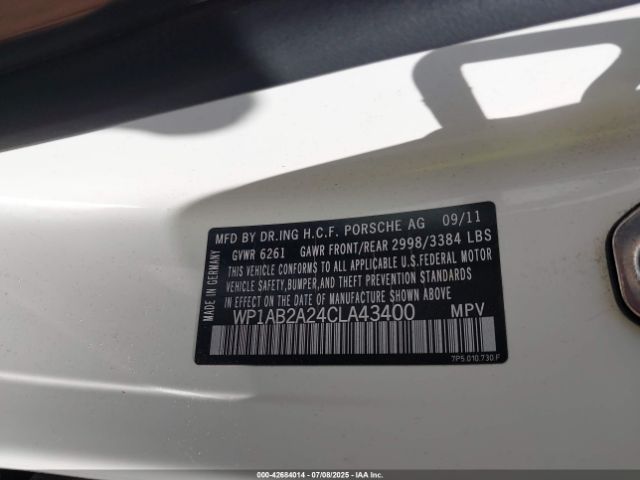 MFD BY DR.ING H.C.F. PORSCHE AG 09/11
GVWR 6261 GAWR FRONT/REAR 2998/3384 LBS
THIS VEHICLE CONFORMS TO ALL APPLICABLE U.S.FEDERAL MOTOR
VEHICLE SAFETY,BUMPER,AND THEFT PREVENTION STANDARDS
IN EFFECT ON THE DATE OF MANUFACTURE SHOWN ABOVE.
WP1AB2A24CLA43400 MPV
7P5.010.730.F
MADE IN GERMANY
000-42684014 - 07/08/2025 - IAA, Inc.